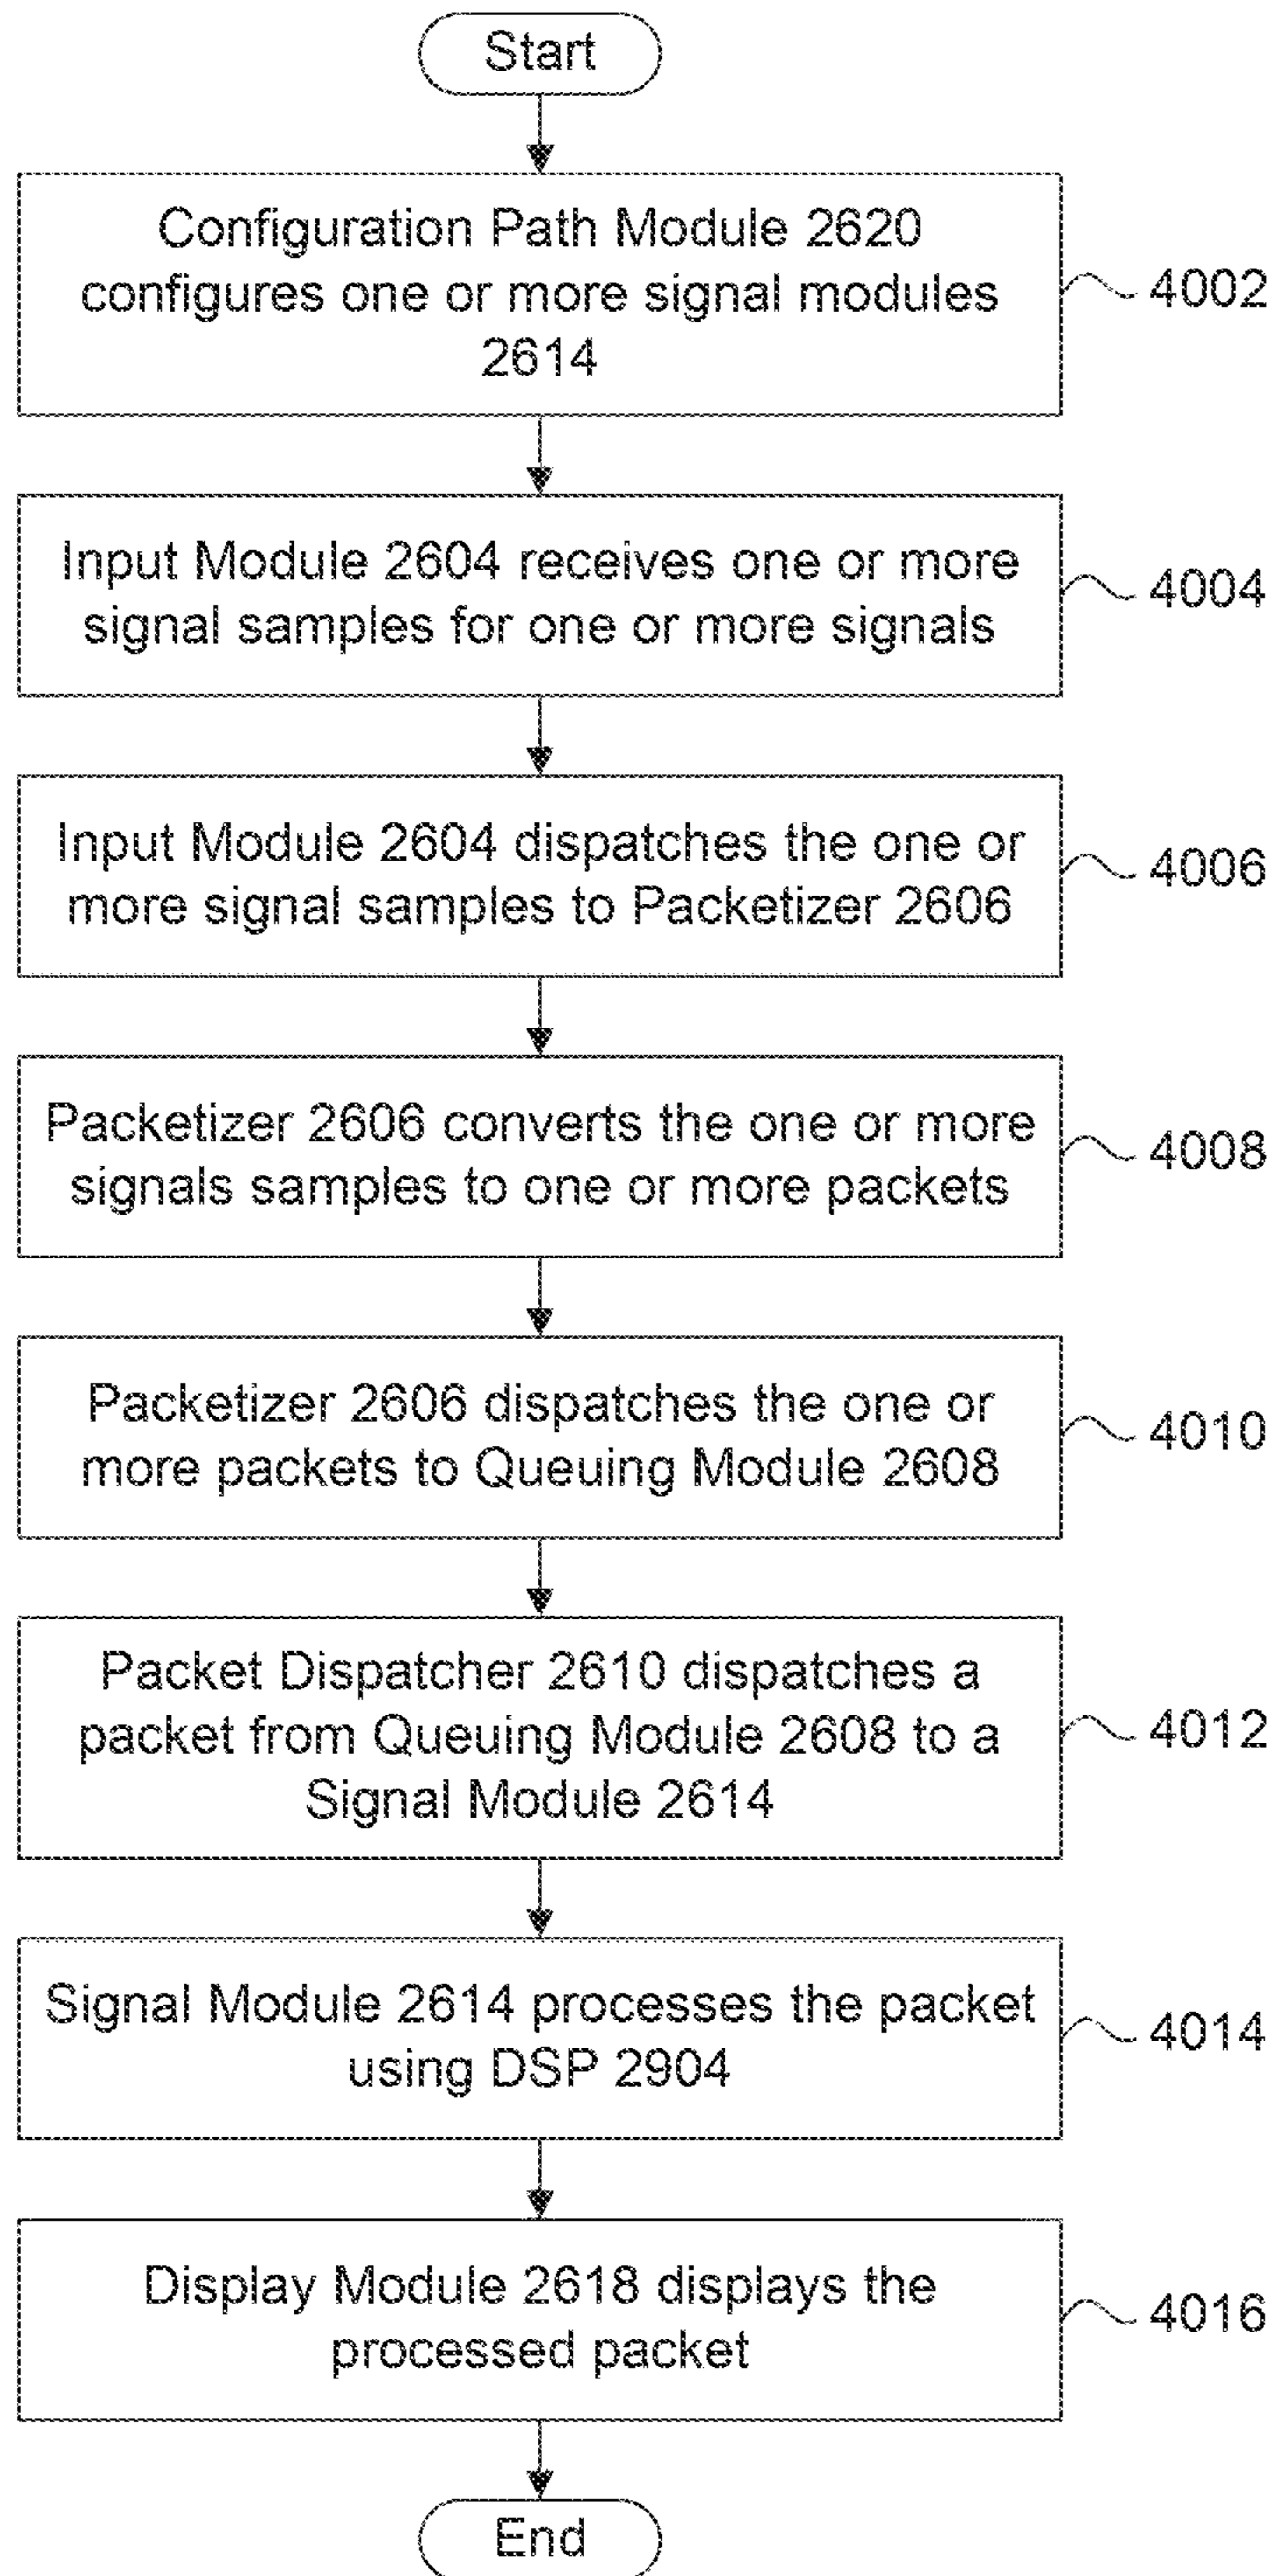 Start
Configuration Path Module 2620
configures one or more signal modules
2614
4002
Input Module 2604 receives one or more
signal samples for one or more signals
4004
Input Module 2604 dispatches the one or
more signal samples to Packetizer 2606
4006
Packetizer 2606 converts the one or more
signals samples to one or more packets
4008
Packetizer 2606 dispatches the one or
more packets to Queuing Module 2608
4010
Packet Dispatcher 2610 dispatches a
packet from Queuing Module 2608 to a
Signal Module 2614
4012
Signal Module 2614 processes the packet
using DSP 2904
4014
Display Module 2618 displays the
processed packet
4016
End